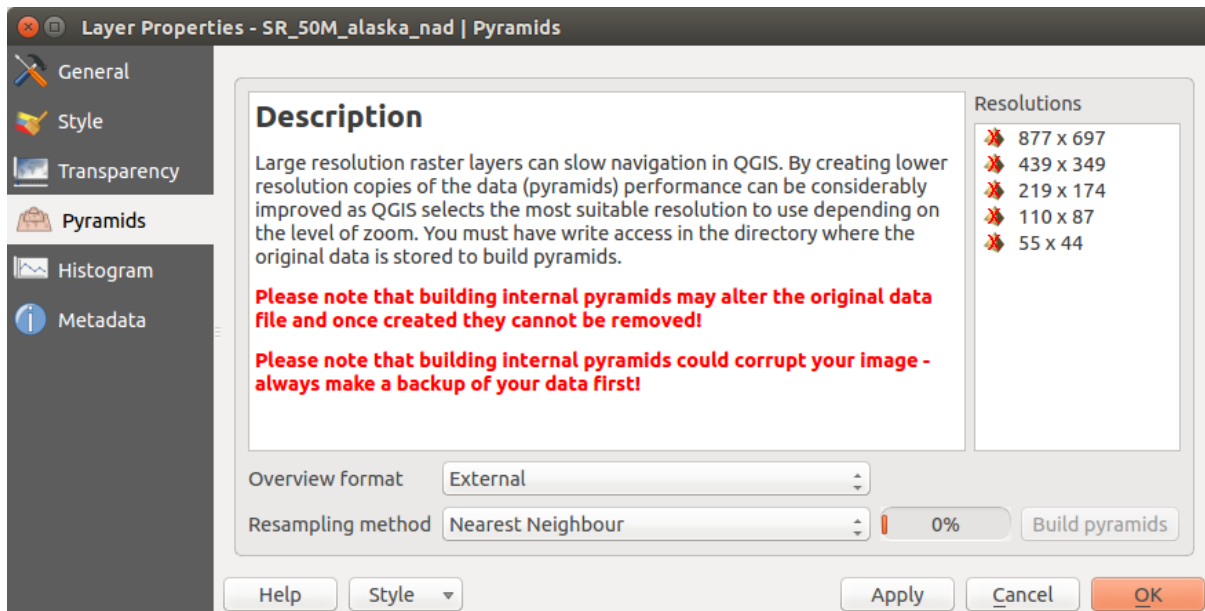 Layer Properties - SR_50M_alaska_nad | Pyramids
General
Style
Transparency
Pyramids
Histogram
Metadata
Description
Large resolution raster layers can slow navigation in QGIS. By creating lower
resolution copies of the data (pyramids) performance can be considerably
improved as QGIS selects the most suitable resolution to use depending on
the level of zoom. You must have write access in the directory where the
original data is stored to build pyramids.
Please note that building internal pyramids may alter the original data
file and once created they cannot be removed!
Please note that building internal pyramids could corrupt your image -
always make a backup of your data first!
Resolutions
877 x 697
439 x 349
219 x 174
110 x 87
55 x 44
Overview format External
Resampling method Nearest Neighbour 0% Build pyramids
Help Style Apply Cancel OK